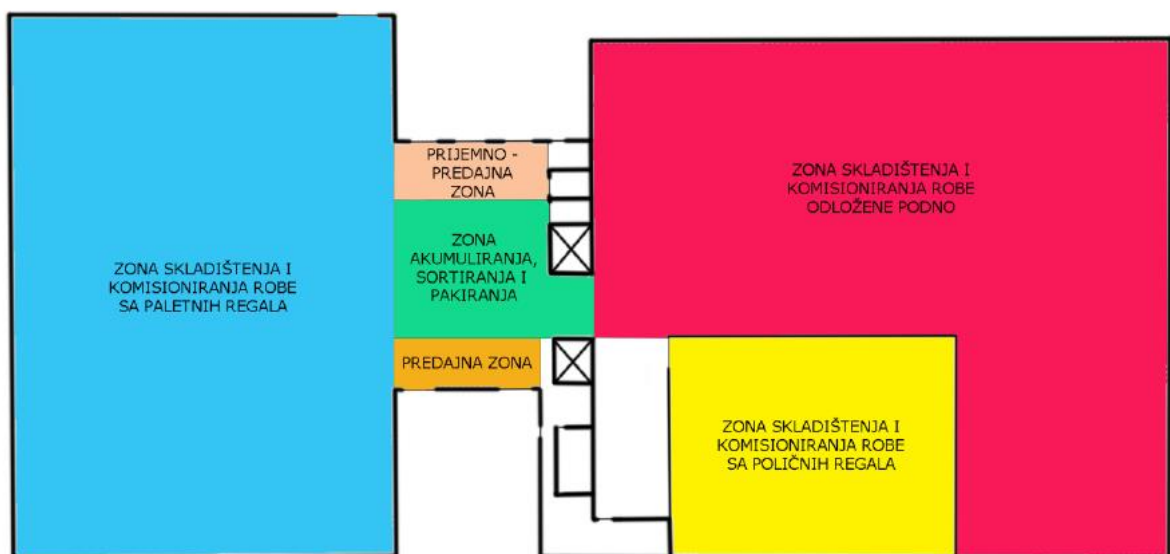 PRIJEMNO -
PREDAJNA
ZONA
ZONA SKLADIŠTENJA I
KOMISIONIRANJA ROBE
ODLOŽENE PODNO
ZONA
AKUMULIRANJA,
SORTIRANJA I
PAKIRANJA
ZONA SKLADIŠTENJA I
KOMISIONIRANJA ROBE
SA PALETNIH REGALA
PREDAJNA ZONA
ZONA SKLADIŠTENJA I
KOMISIONIRANJA ROBE
SA POLIČNIH REGALA